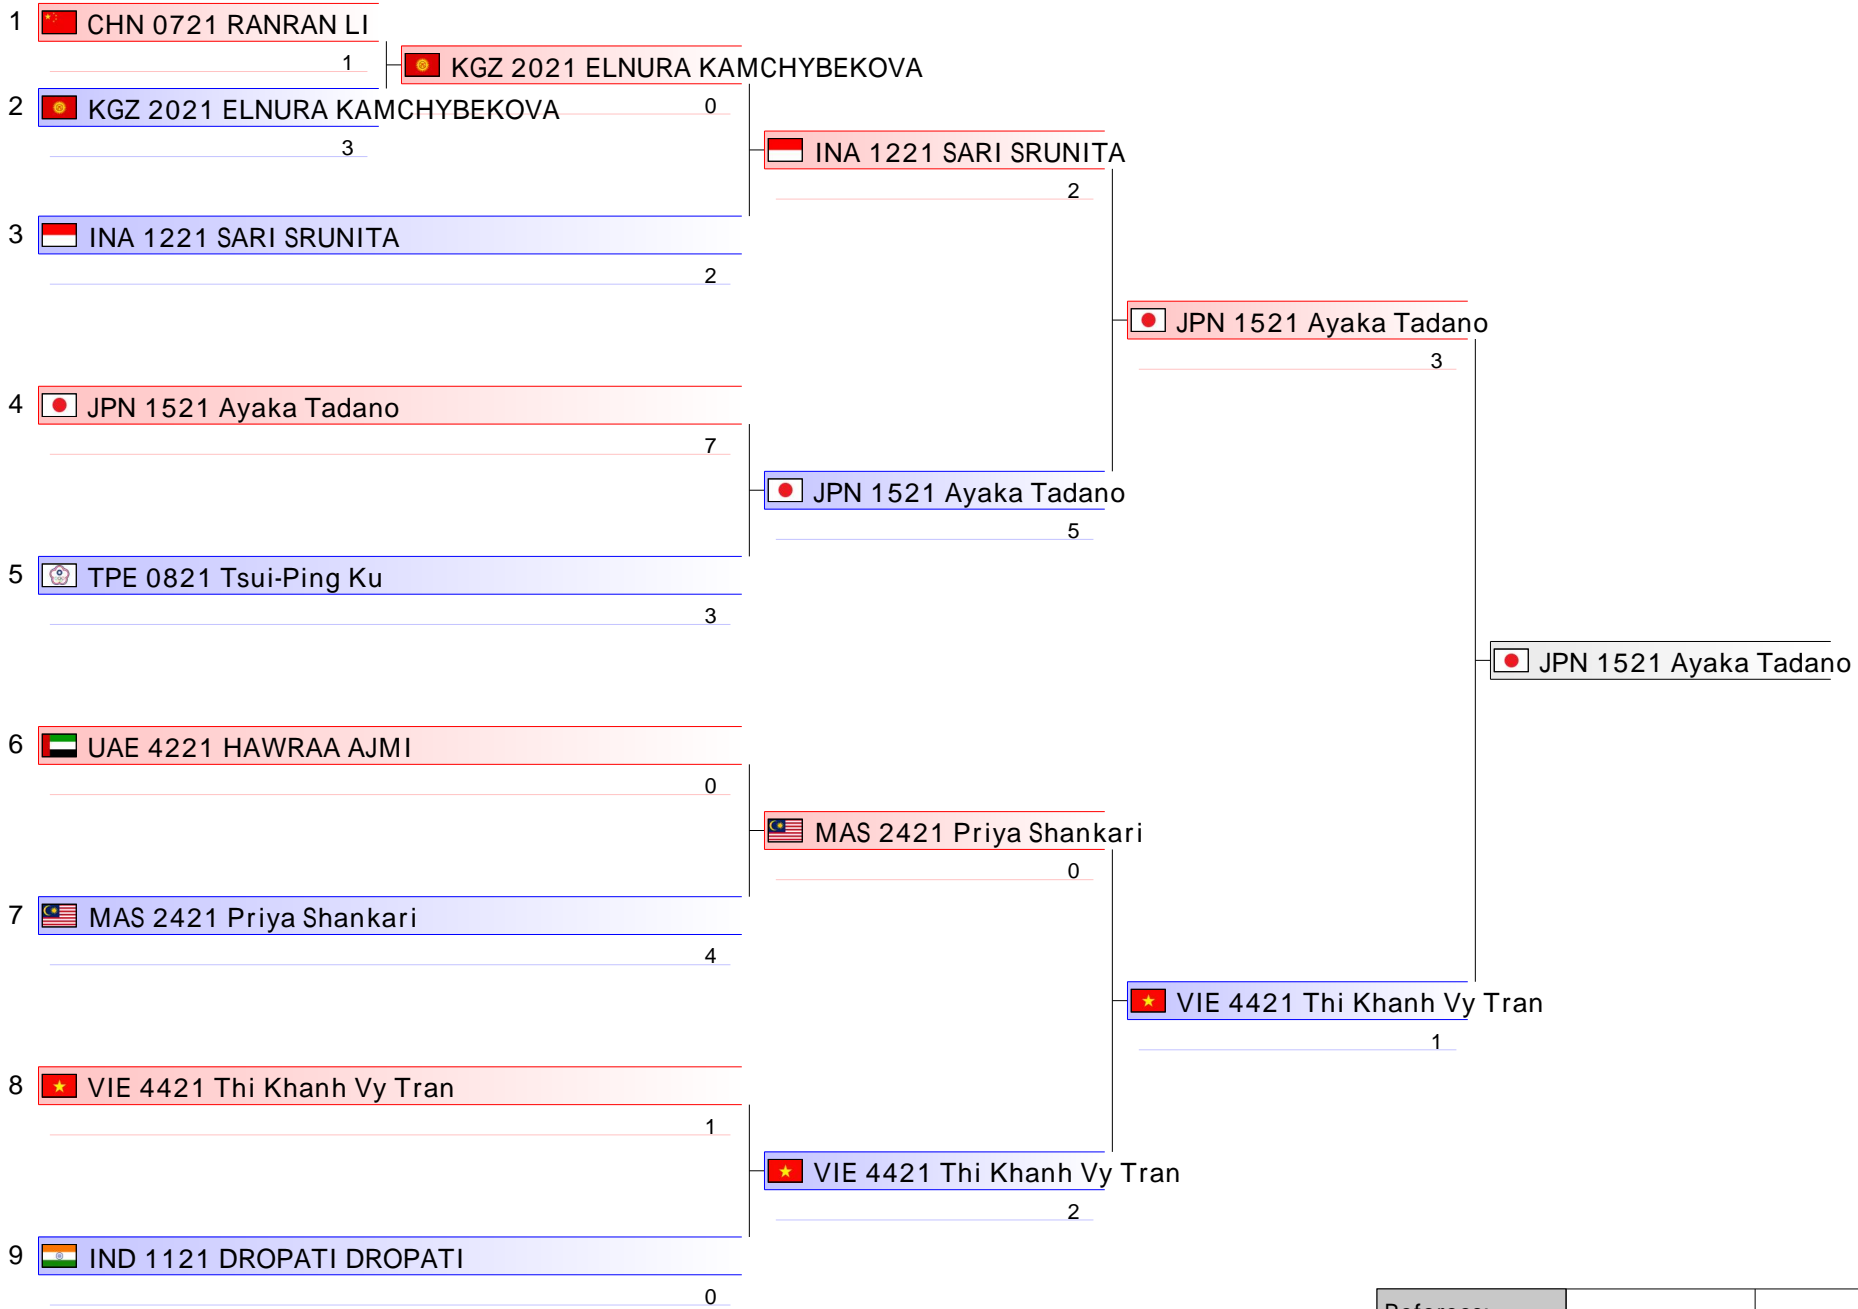 1 CHN 0721 RANRAN LI
1
KGZ 2021 ELNURA KAMCHYBEKOVA
0
2 KGZ 2021 ELNURA KAMCHYBEKOVA
3
INA 1221 SARI SRUNITA
2
3 INA 1221 SARI SRUNITA
2
JPN 1521 Ayaka Tadano
3
4 JPN 1521 Ayaka Tadano
7
JPN 1521 Ayaka Tadano
5
5 TPE 0821 Tsui-Ping Ku
3
JPN 1521 Ayaka Tadano
6 UAE 4221 HAWRAA AJMI
0
MAS 2421 Priya Shankari
0
7 MAS 2421 Priya Shankari
4
VIE 4421 Thi Khanh Vy Tran
1
8 VIE 4421 Thi Khanh Vy Tran
1
VIE 4421 Thi Khanh Vy Tran
2
9 IND 1121 DROPATI DROPATI
0